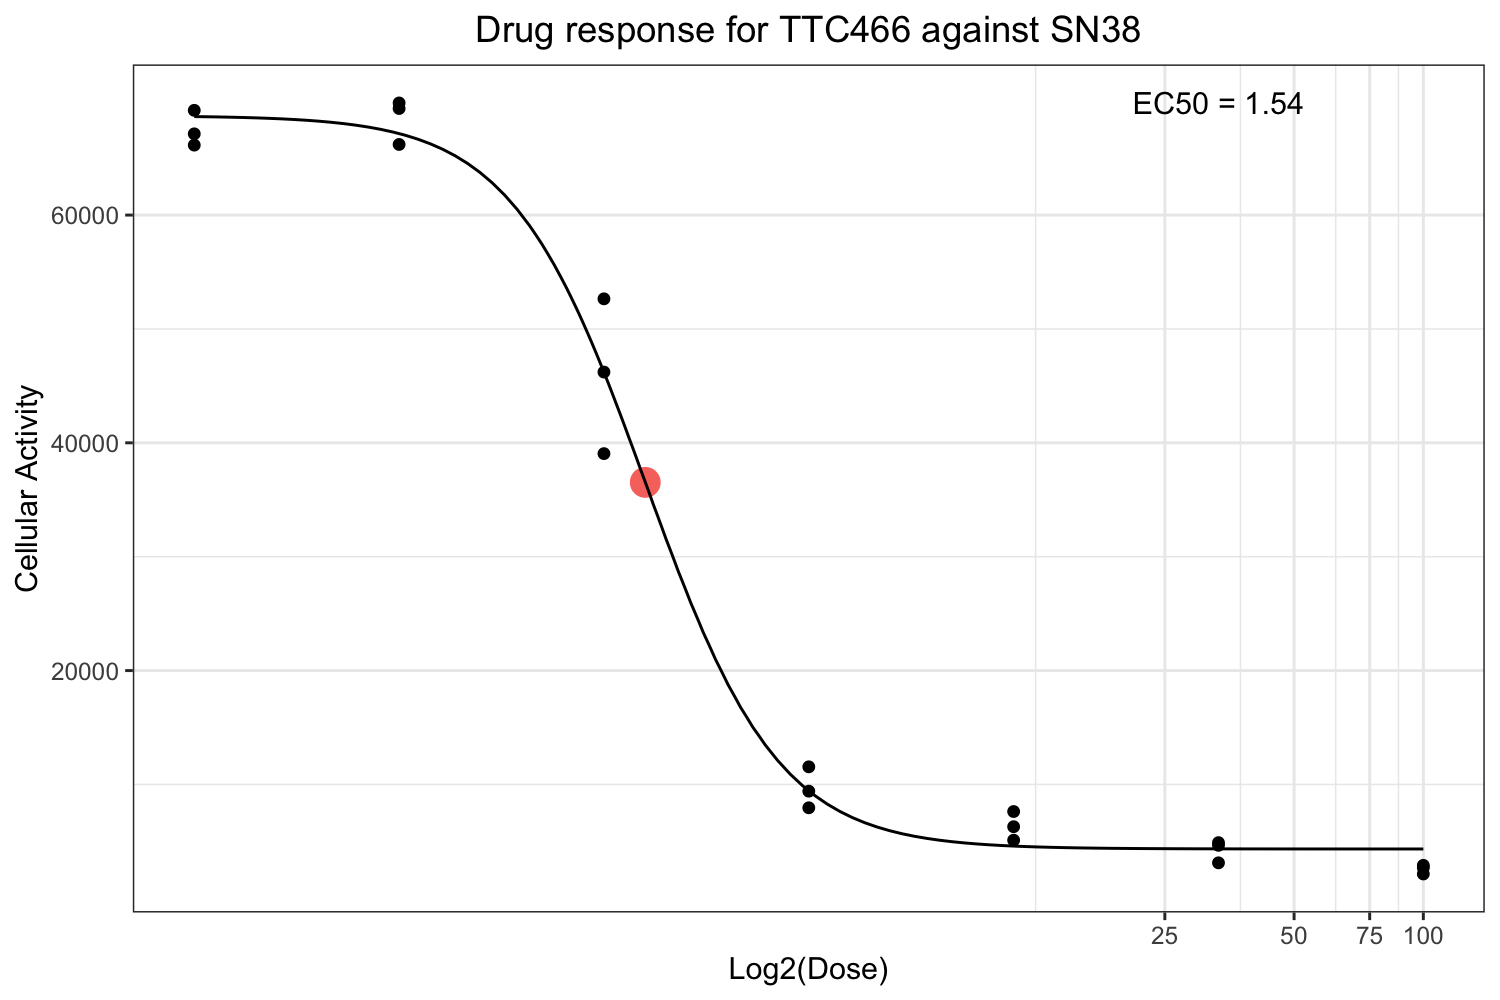 Drug response for TTC466 against SN38
EC50 = 1.54
60000
40000
20000
Cellular Activity
25 50 75 100
Log2(Dose)